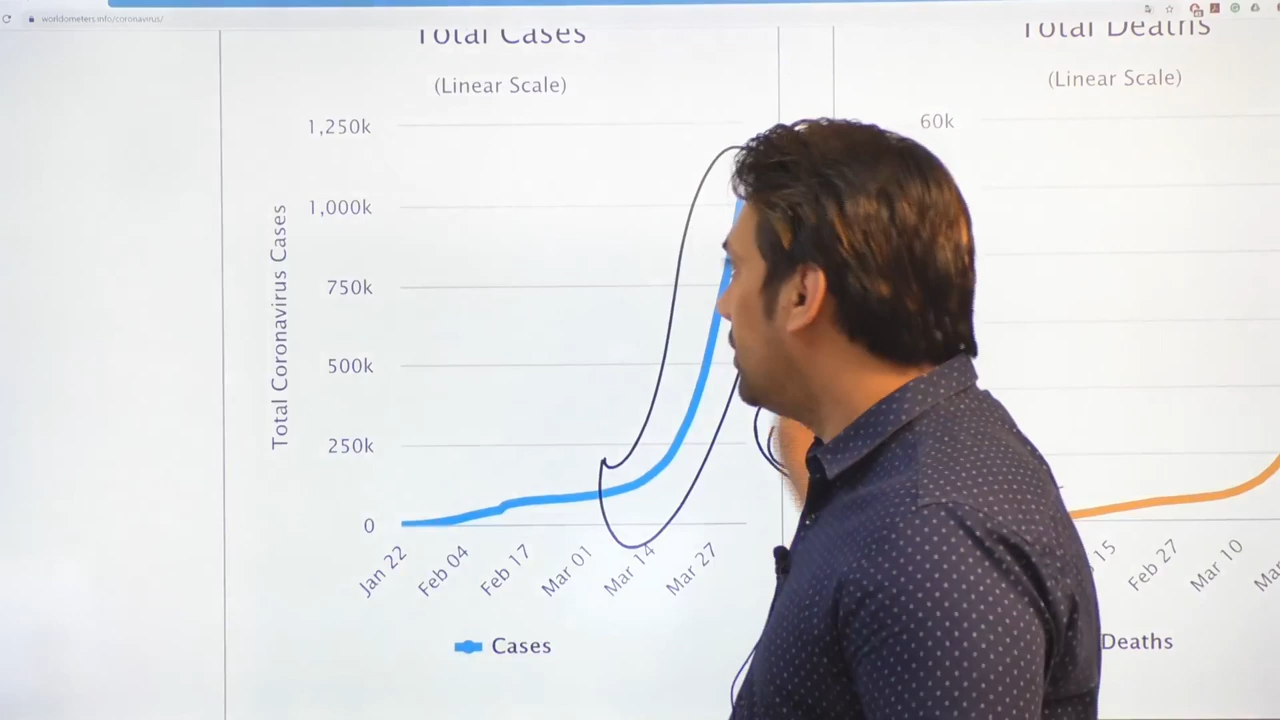 worldometers.info/coronavirus/
Total Cases
(Linear Scale)
1,250k
1,000k
750k
500k
250k
0
Total Coronavirus Cases
Jan 22
Feb 04
Feb 17
Mar 01
Mar 14
Mar 27
Cases
Total Deaths
(Linear Scale)
60k
15
Feb 27
Mar 10
Deaths